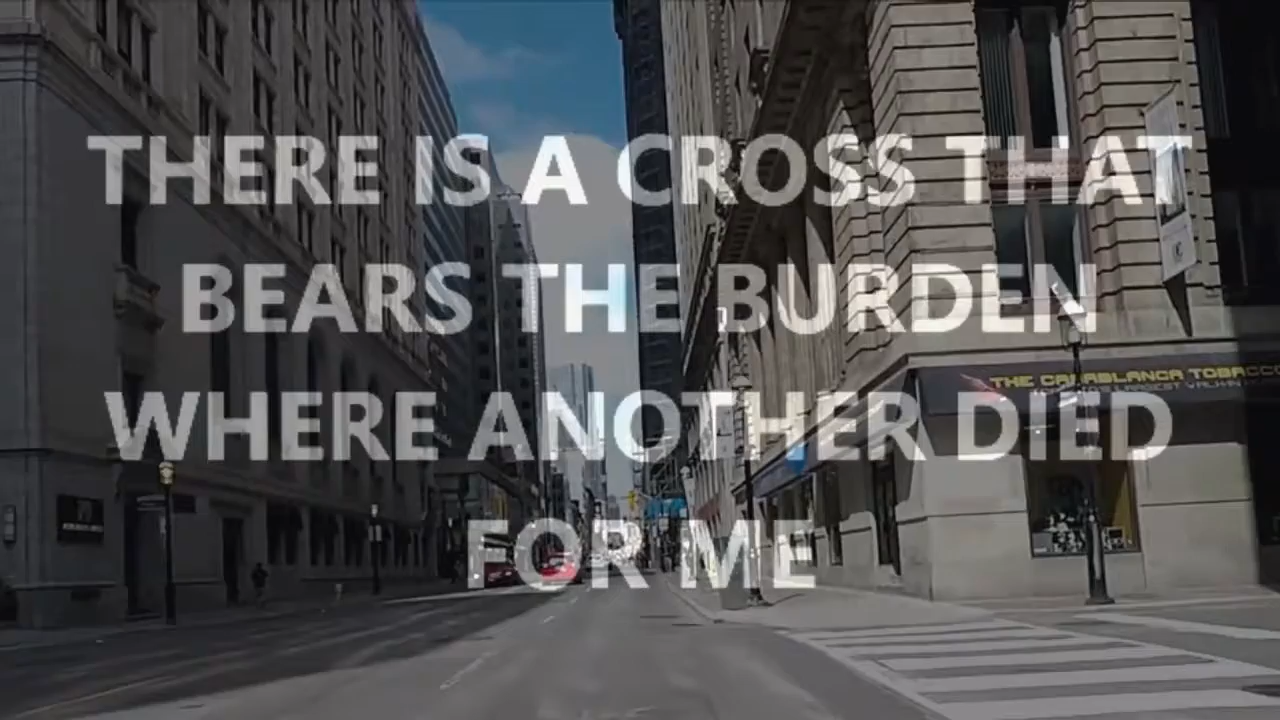 THERE IS A CROSS THAT
BEARS THE BURDEN
WHERE ANOTHER DIED
FOR ME
THE CASABLANCA TOBACCO